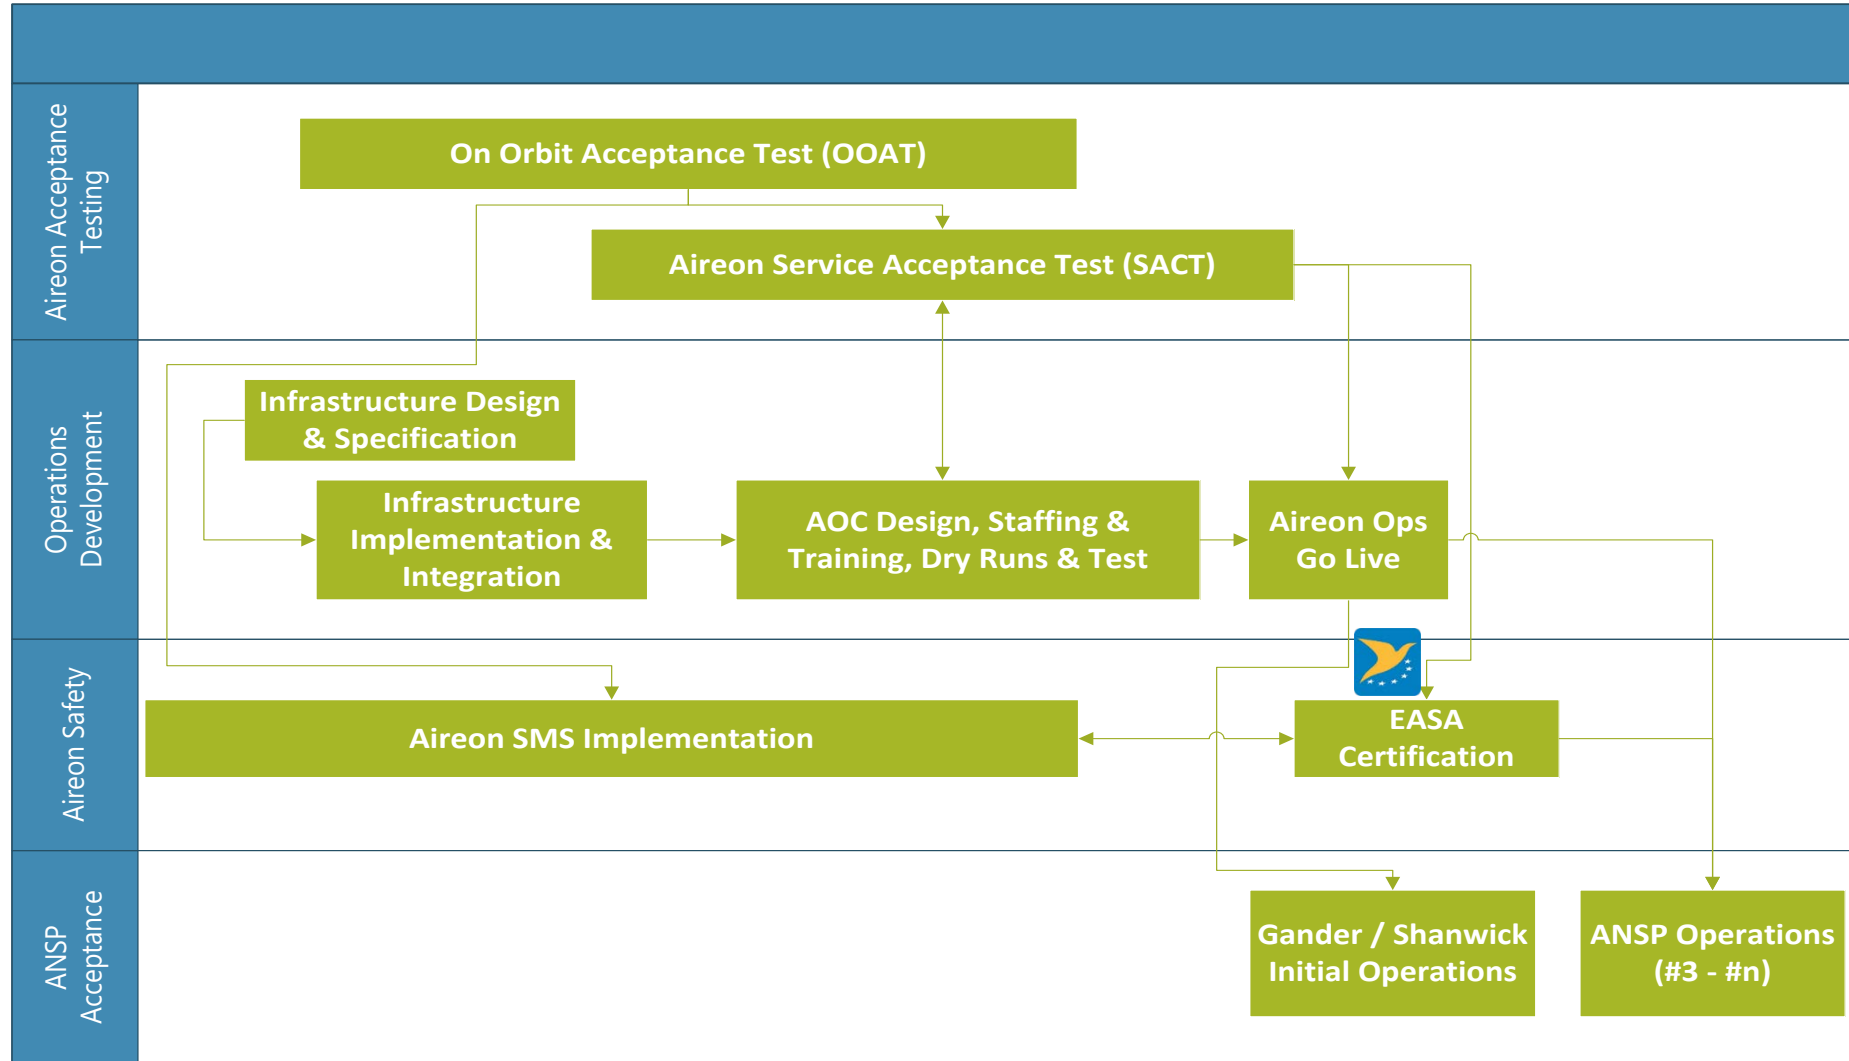 Aireon Acceptance
Testing
On Orbit Acceptance Test (OOAT)
Aireon Service Acceptance Test (SACT)
Operations
Development
Infrastructure Design
& Specification
Infrastructure
Implementation &
Integration
AOC Design, Staffing &
Training, Dry Runs & Test
Aireon Ops
Go Live
Aireon Safety
Aireon SMS Implementation
EASA
Certification
ANSP
Acceptance
Gander / Shanwick
Initial Operations
ANSP Operations
(#3 - #n)